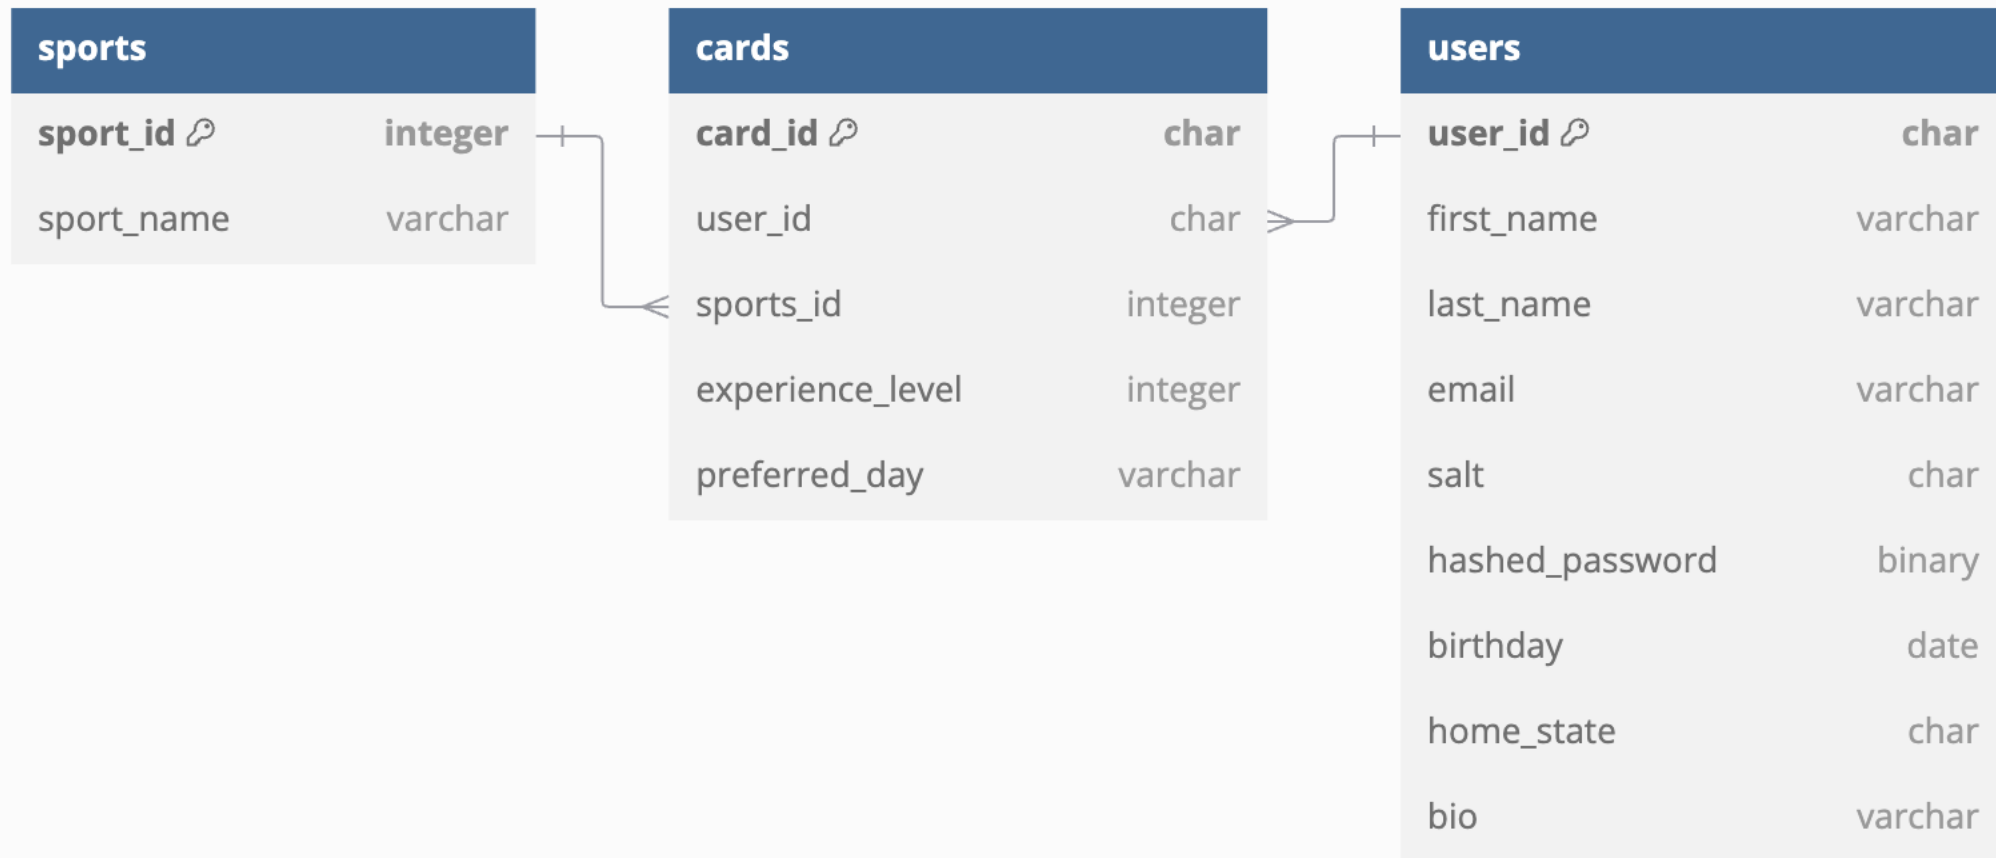 sports
sport_id integer
sport_name varchar
cards
card_id char
user_id char
sports_id integer
experience_level integer
preferred_day varchar
users
user_id char
first_name varchar
last_name varchar
email varchar
salt char
hashed_password binary
birthday date
home_state char
bio varchar